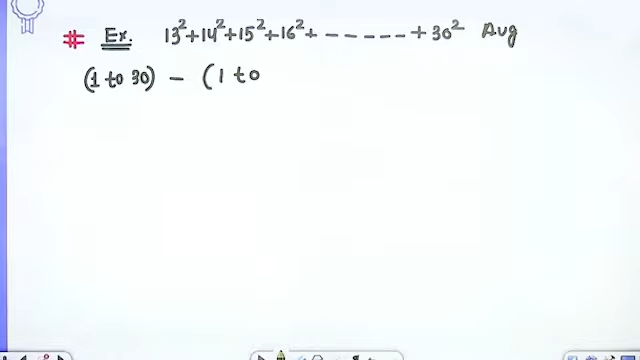 # Ex. 13²+14²+15²+16²+ ------ + 30² Avg
(1 to 30) – (1 to